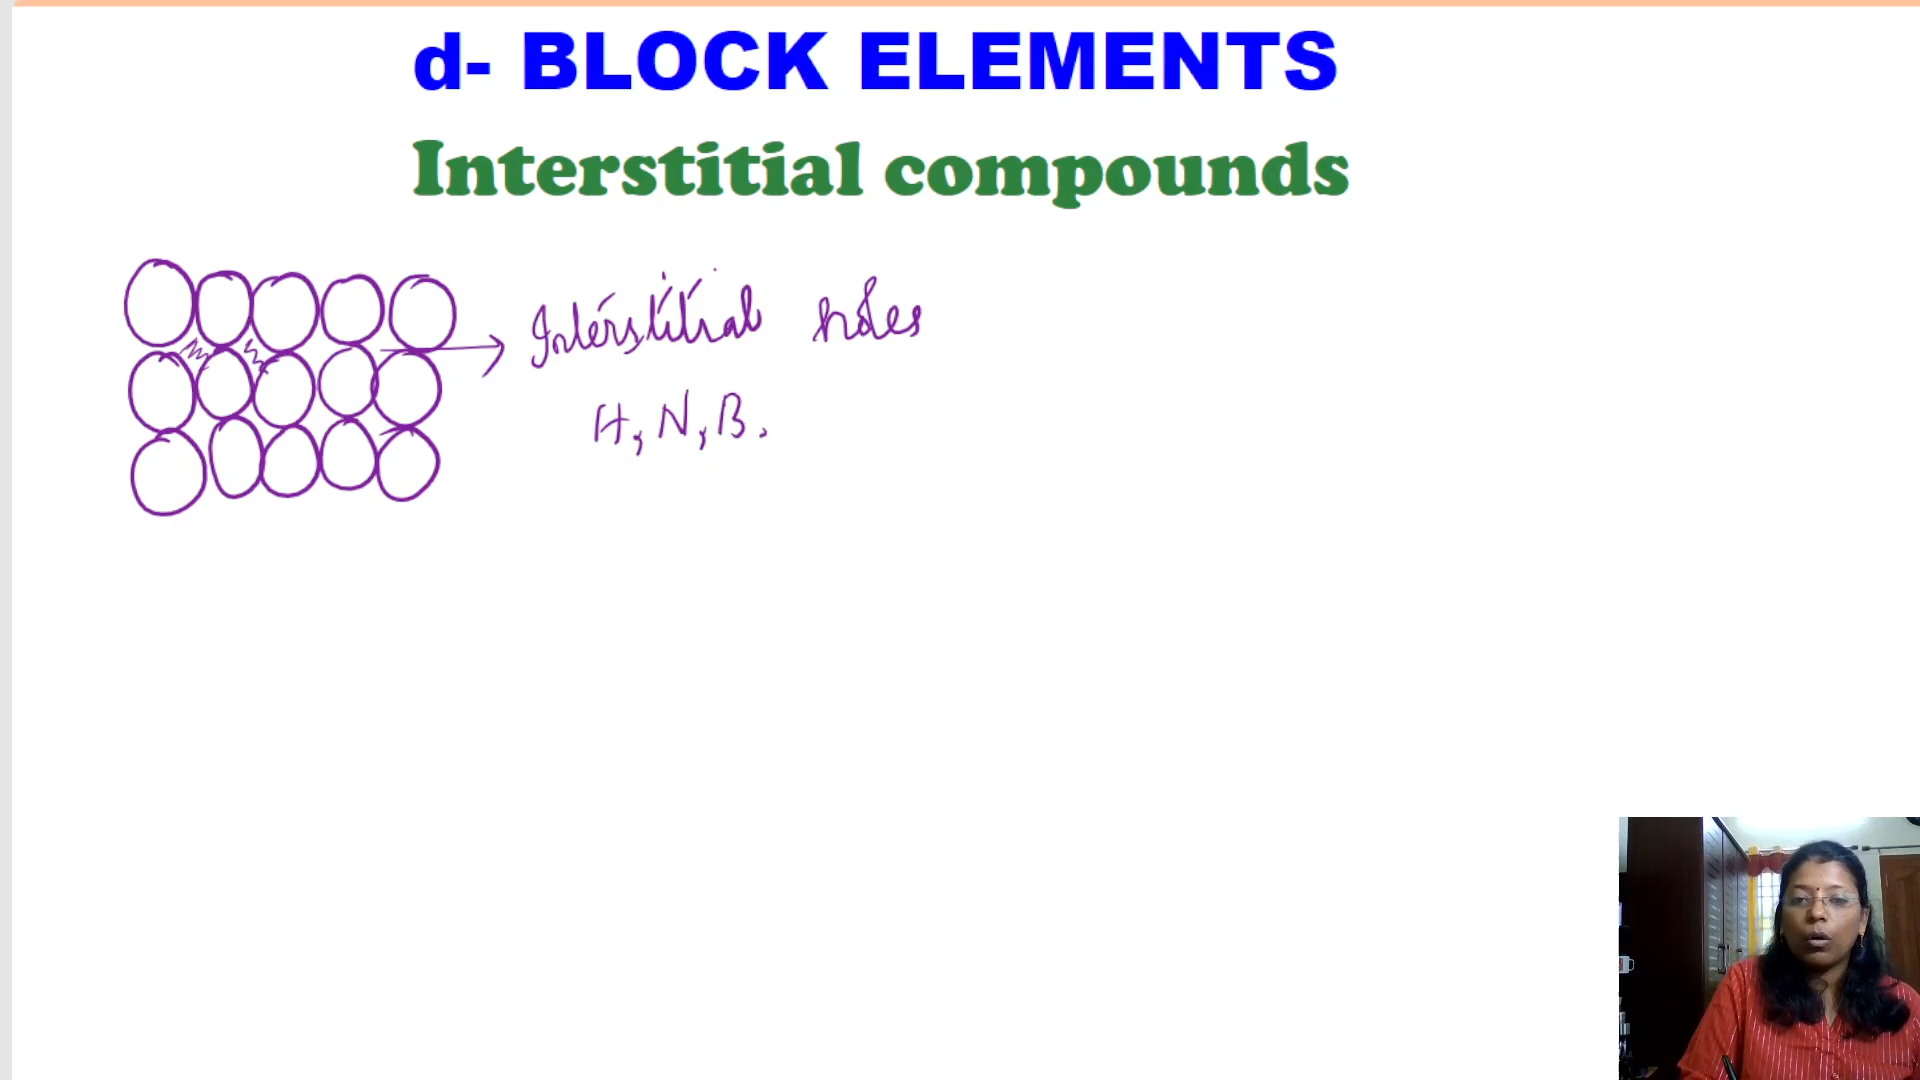 d- BLOCK ELEMENTS
Interstitial compounds
Interstitial holes
H, N, B,